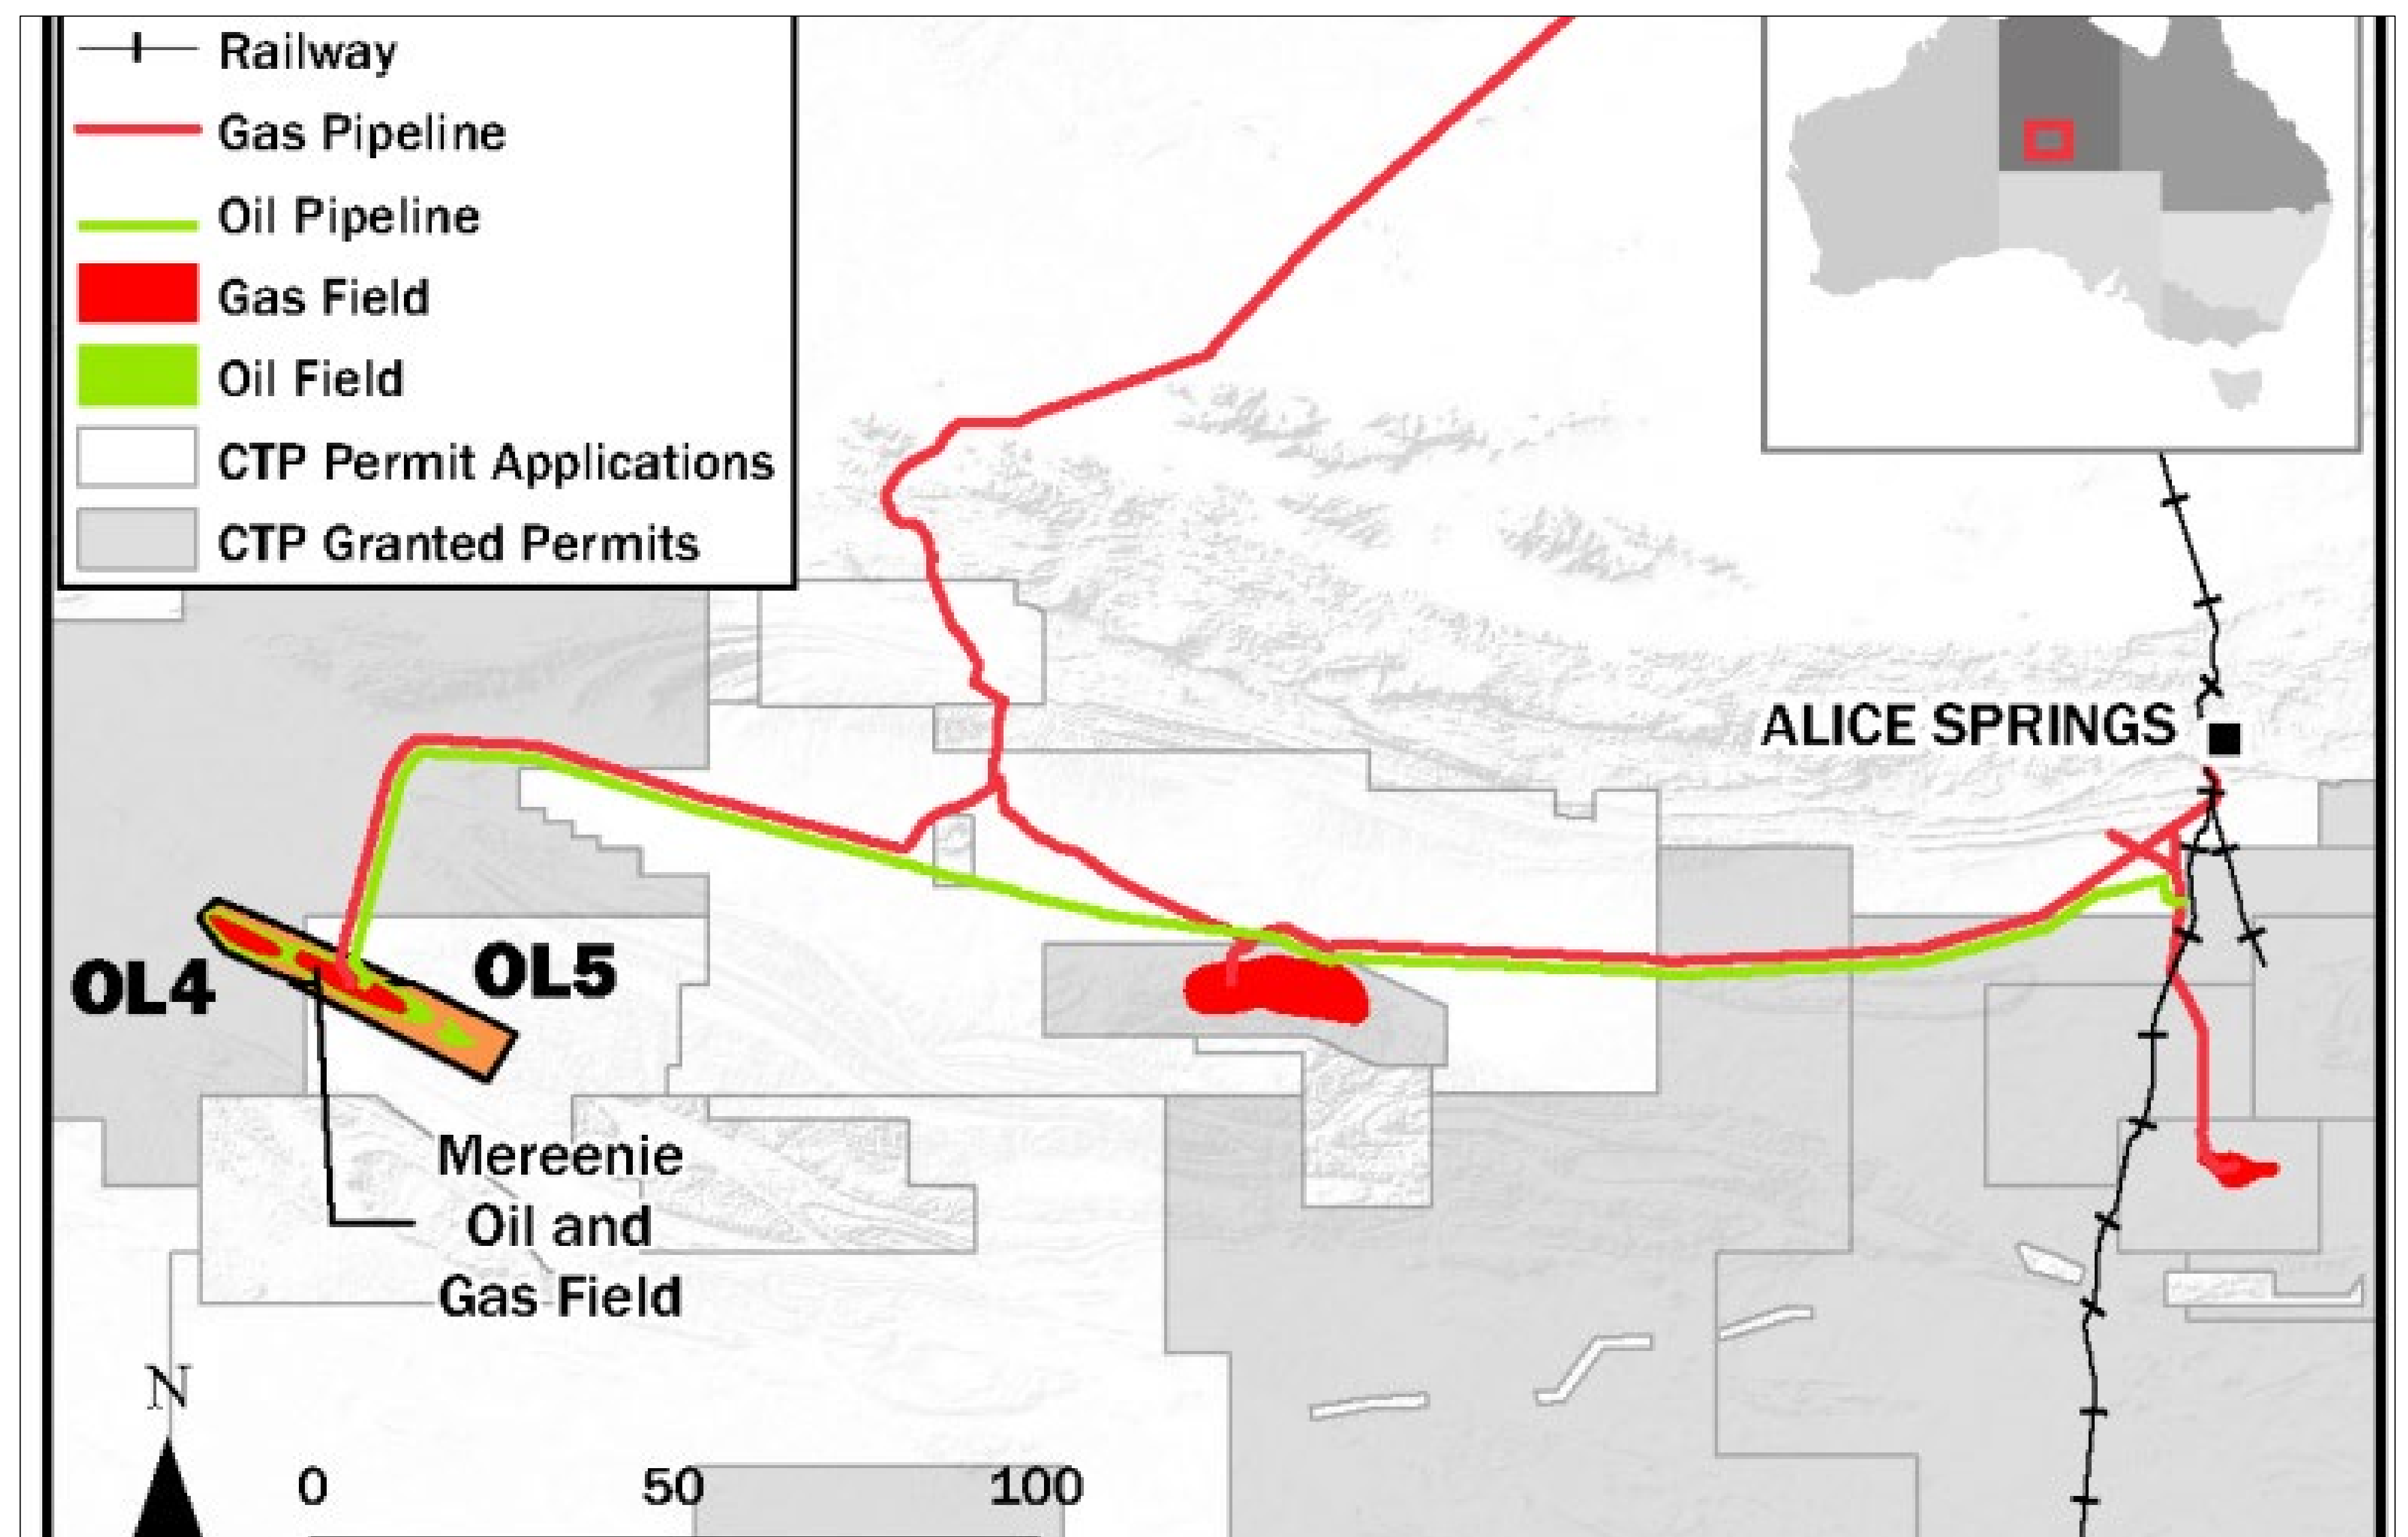 Railway
Gas Pipeline
Oil Pipeline
Gas Field
Oil Field
CTP Permit Applications
CTP Granted Permits
ALICE SPRINGS
OL4
OL5
Mereenie
Oil and
Gas Field
N
0 50 100